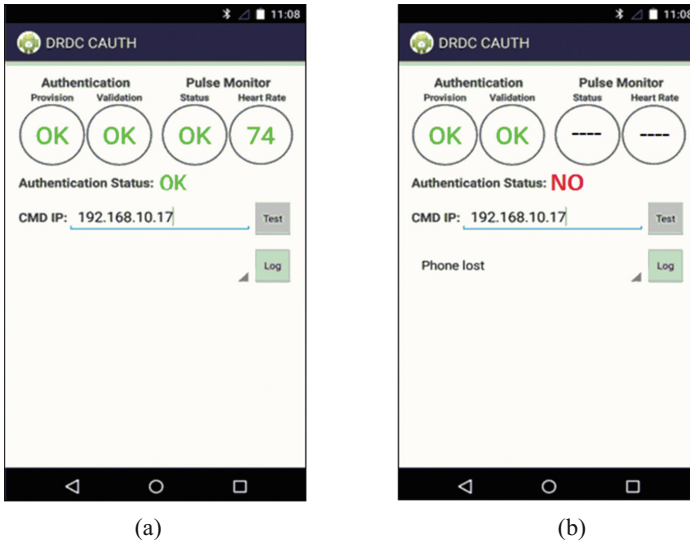 11:08
DRDC CAUTH
Authentication Pulse Monitor
Provision Validation Status Heart Rate
OK OK OK 74
Authentication Status: OK
CMD IP: 192.168.10.17 Test
Log
(a)
11:08
DRDC CAUTH
Authentication Pulse Monitor
Provision Validation Status Heart Rate
OK OK ---- ----
Authentication Status: NO
CMD IP: 192.168.10.17 Test
Phone lost Log
(b)